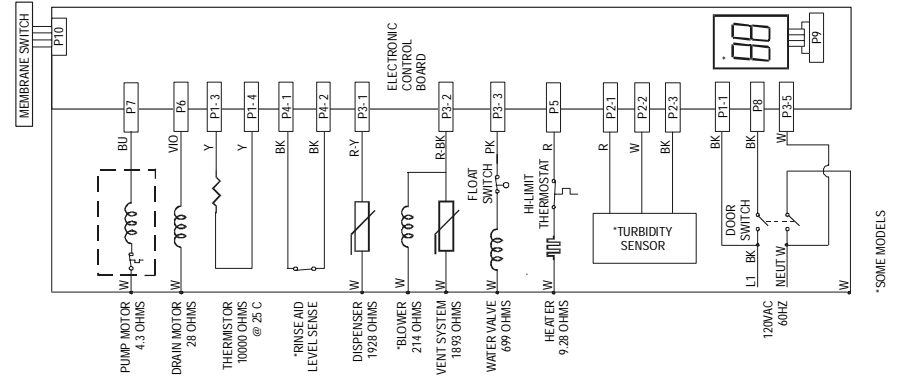 MEMBRANE SWITCH
P10
ELECTRONIC
CONTROL
BOARD
*
P9
P7
P6
P1-3
P1-4
P4-1
P4-2
P3-1
P3-2
P3-3
P5
P2-1
P2-2
P2-3
P1-1
P8
P3-5
BU
VIO
Y
Y
BK
BK
R-Y
R-BK
PK
R
R
W
R
BK
BK
W
FLOAT
SWITCH
HI-LIMIT
THERMOSTAT
*TURBIDITY
SENSOR
DOOR
SWITCH
W
W
W
W
W
W
L1
BK
NEUT W
W
PUMP MOTOR
4.3 OHMS
DRAIN MOTOR
28 OHMS
THERMISTOR
10000 OHMS
@ 25 C
*RINSE AID
LEVEL SENSE
DISPENSER
1928 OHMS
*BLOWER
214 OHMS
VENT SYSTEM
1893 OHMS
WATER VALVE
699 OHMS
HEATER
9.28 OHMS
120VAC
60HZ
*SOME MODELS